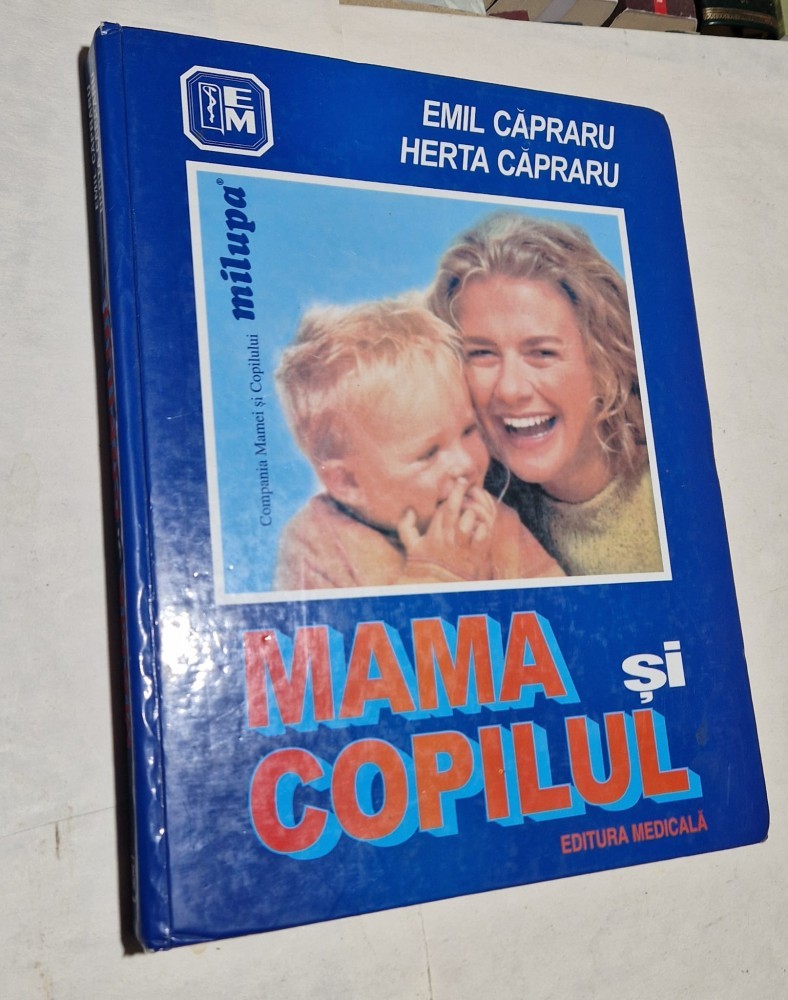 EM
EMIL CĂPRARU
HERTA CĂPRARU
milupa®
Compania Mamei și Copilului
MAMA
și
COPILUL
EDITURA MEDICALĂ